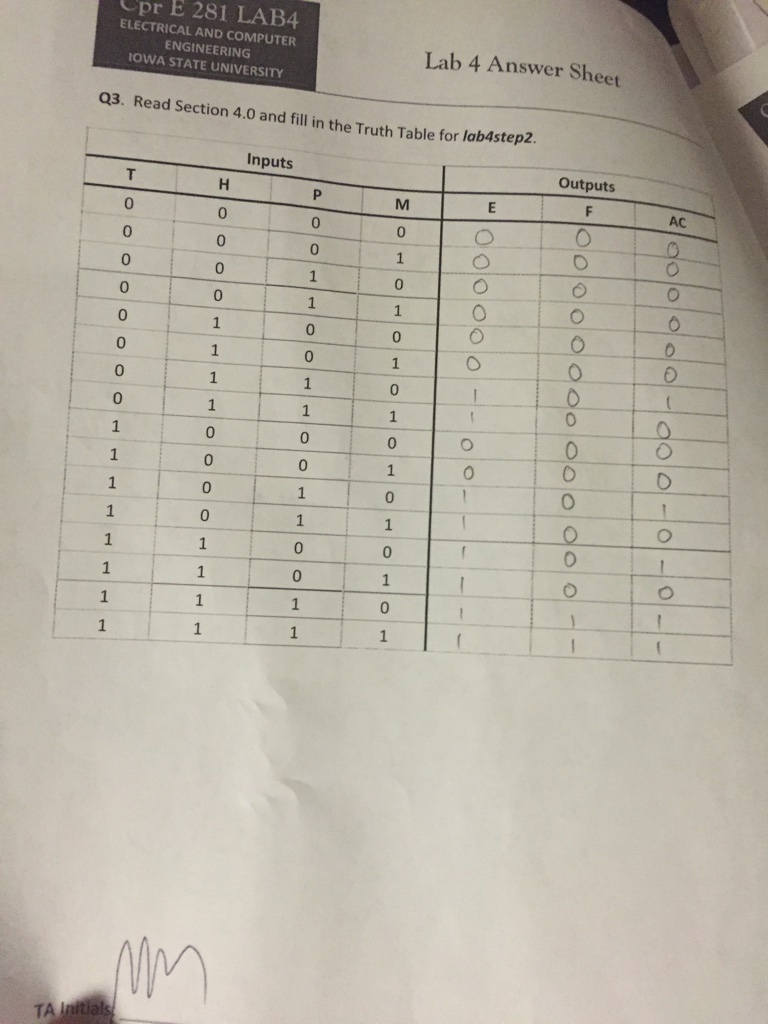 Cpr E 281 LAB4
ELECTRICAL AND COMPUTER
ENGINEERING
IOWA STATE UNIVERSITY
Lab 4 Answer Sheet
Q3. Read Section 4.0 and fill in the Truth Table for lab4step2.
Inputs Outputs
T H P M E F AC
0 0 0 0 0 0 0
0 0 0 1 0 0 0
0 0 1 0 0 0 0
0 0 1 1 0 0 0
0 1 0 0 0 0 0
0 1 0 1 0 0 0
0 1 1 0 1 0 1
0 1 1 1 1 0 0
1 0 0 0 0 0 0
1 0 0 1 0 0 0
1 0 1 0 1 0 1
1 0 1 1 1 0 0
1 1 0 0 1 0 1
1 1 0 1 1 0 0
1 1 1 0 1 1 1
1 1 1 1 1 1 1
TA Initials: